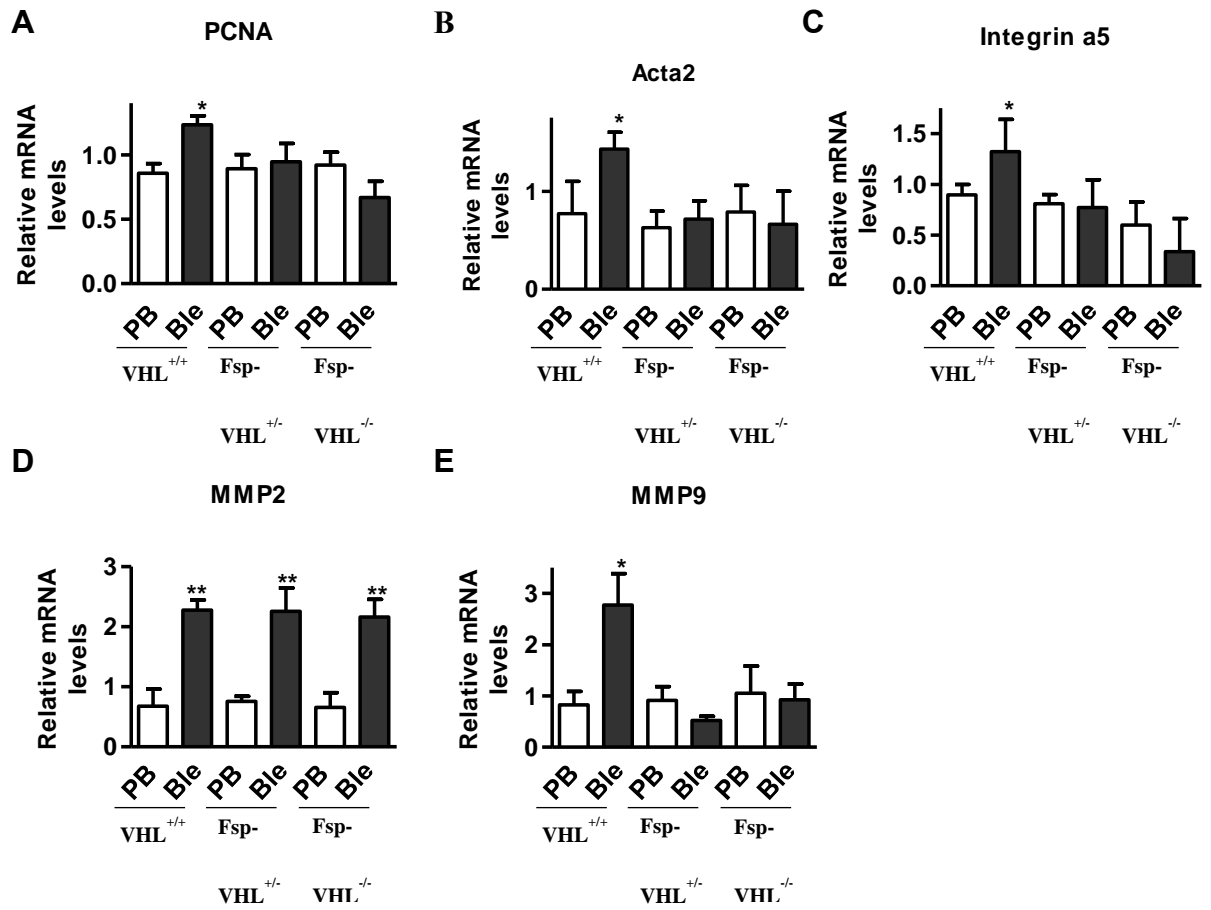 A
PCNA
Relative mRNA
levels
1.0
0.5
0.0
*
PB
Ble
PB
Ble
PB
Ble
VHL+/+
Fsp-
Fsp-
VHL+/-
VHL-/-
B
Acta2
Relative mRNA
levels
1
0
*
PB
Ble
PB
Ble
PB
Ble
VHL+/+
Fsp-
Fsp-
VHL+/-
VHL-/-
C
Integrin a5
Relative mRNA
levels
1.5
1.0
0.5
0.0
*
PB
Ble
PB
Ble
PB
Ble
VHL+/+
Fsp-
Fsp-
VHL+/-
VHL-/-
D
MMP2
Relative mRNA
levels
3
2
1
0
**
**
**
PB
Ble
PB
Ble
PB
Ble
VHL+/+
Fsp-
Fsp-
VHL+/-
VHL-/-
E
MMP9
Relative mRNA
levels
3
2
1
0
*
PB
Ble
PB
Ble
PB
Ble
VHL+/+
Fsp-
Fsp-
VHL+/-
VHL-/-